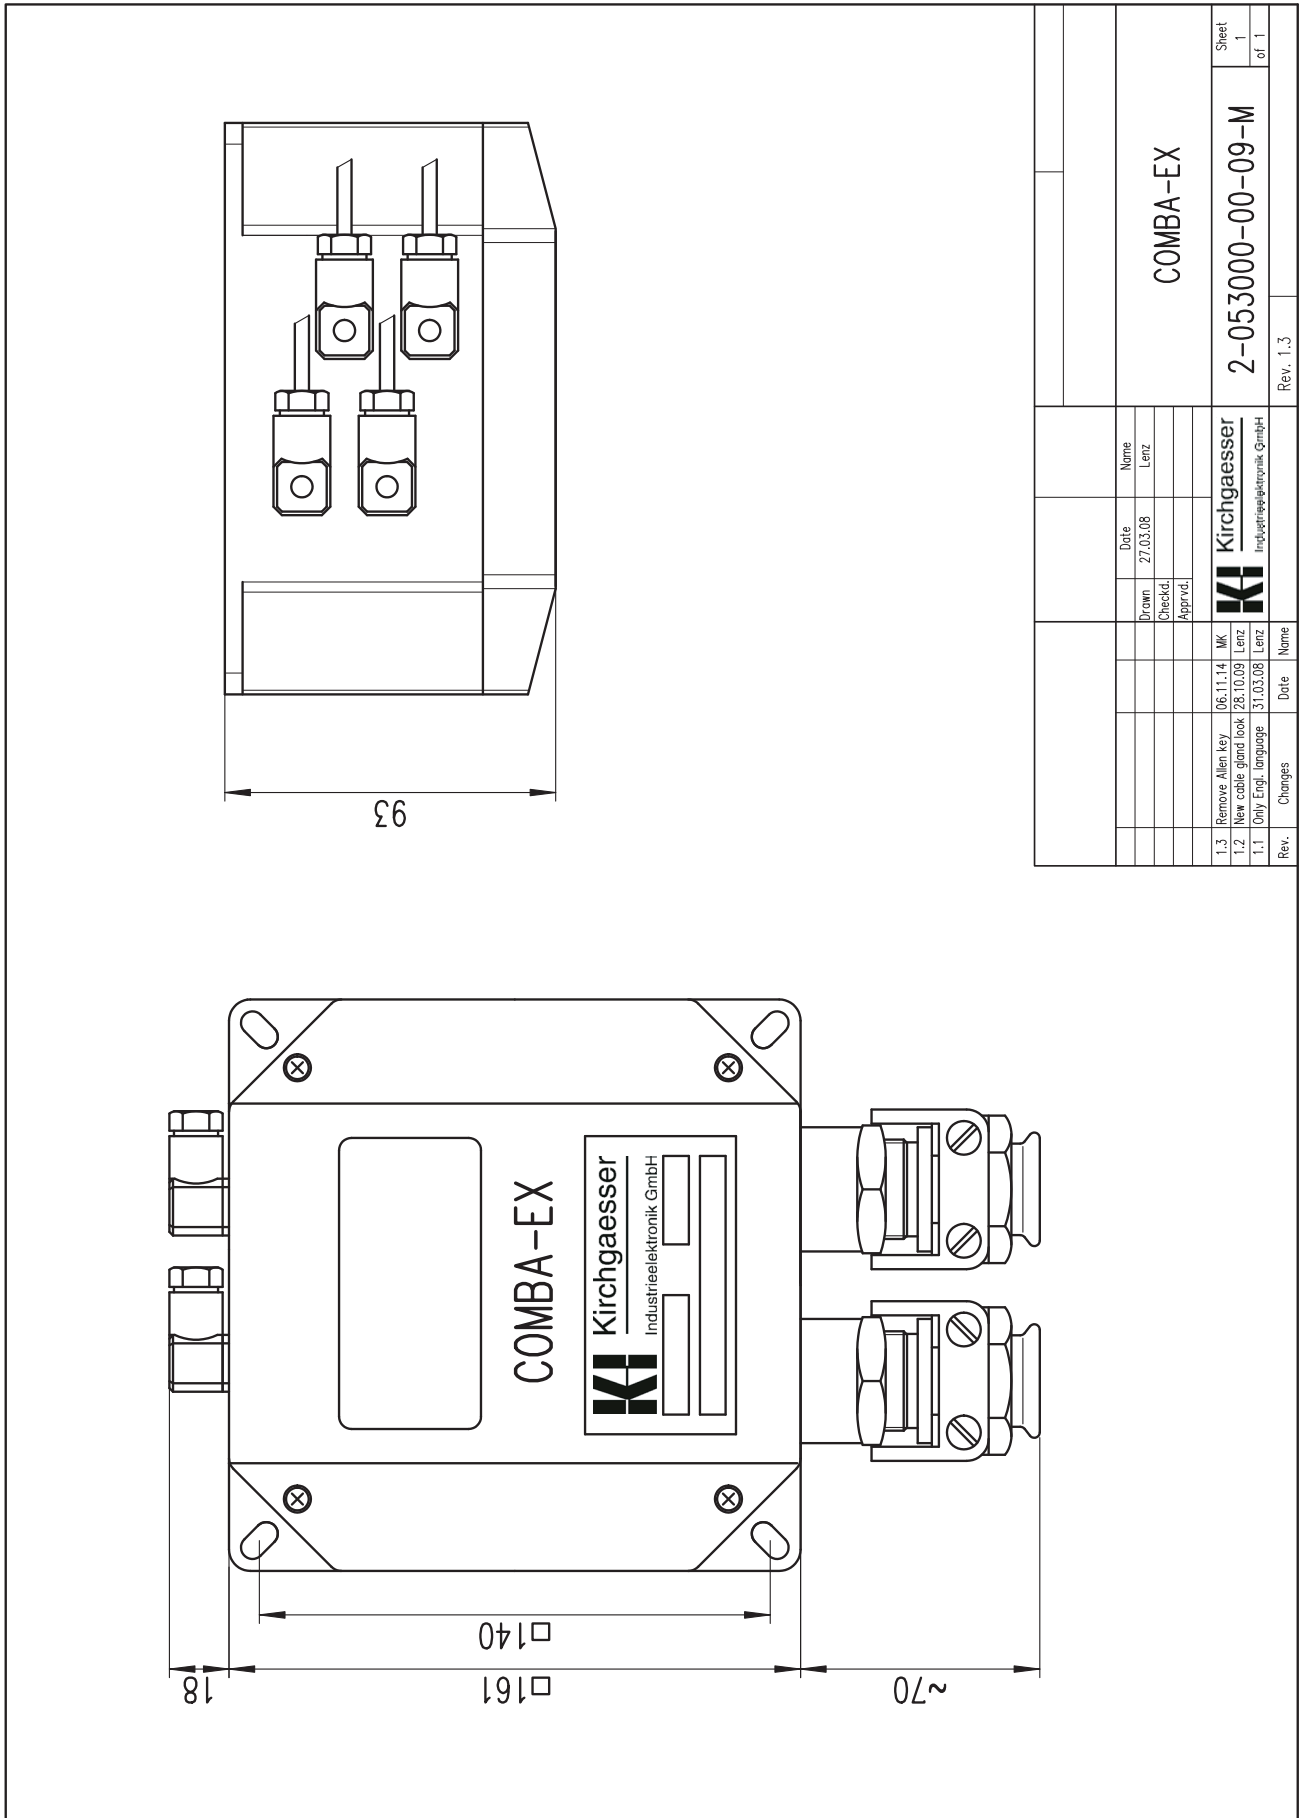 93
18
□161
□140
~70
COMBA-EX
Kirchgaesser
Industrieelektronik GmbH
1.3 Remove Allen key 06.11.14 MK
1.2 New cable gland look 28.10.09 Lenz
1.1 Only Engl. language 31.03.08 Lenz
Rev. Changes Date Name
Date Name
Drawn 27.03.08 Lenz
Checkd.
Apprvd.
Kirchgaesser
Industrieelektronik GmbH
COMBA-EX
2-053000-00-09-M
Sheet
1
of 1
Rev. 1.3